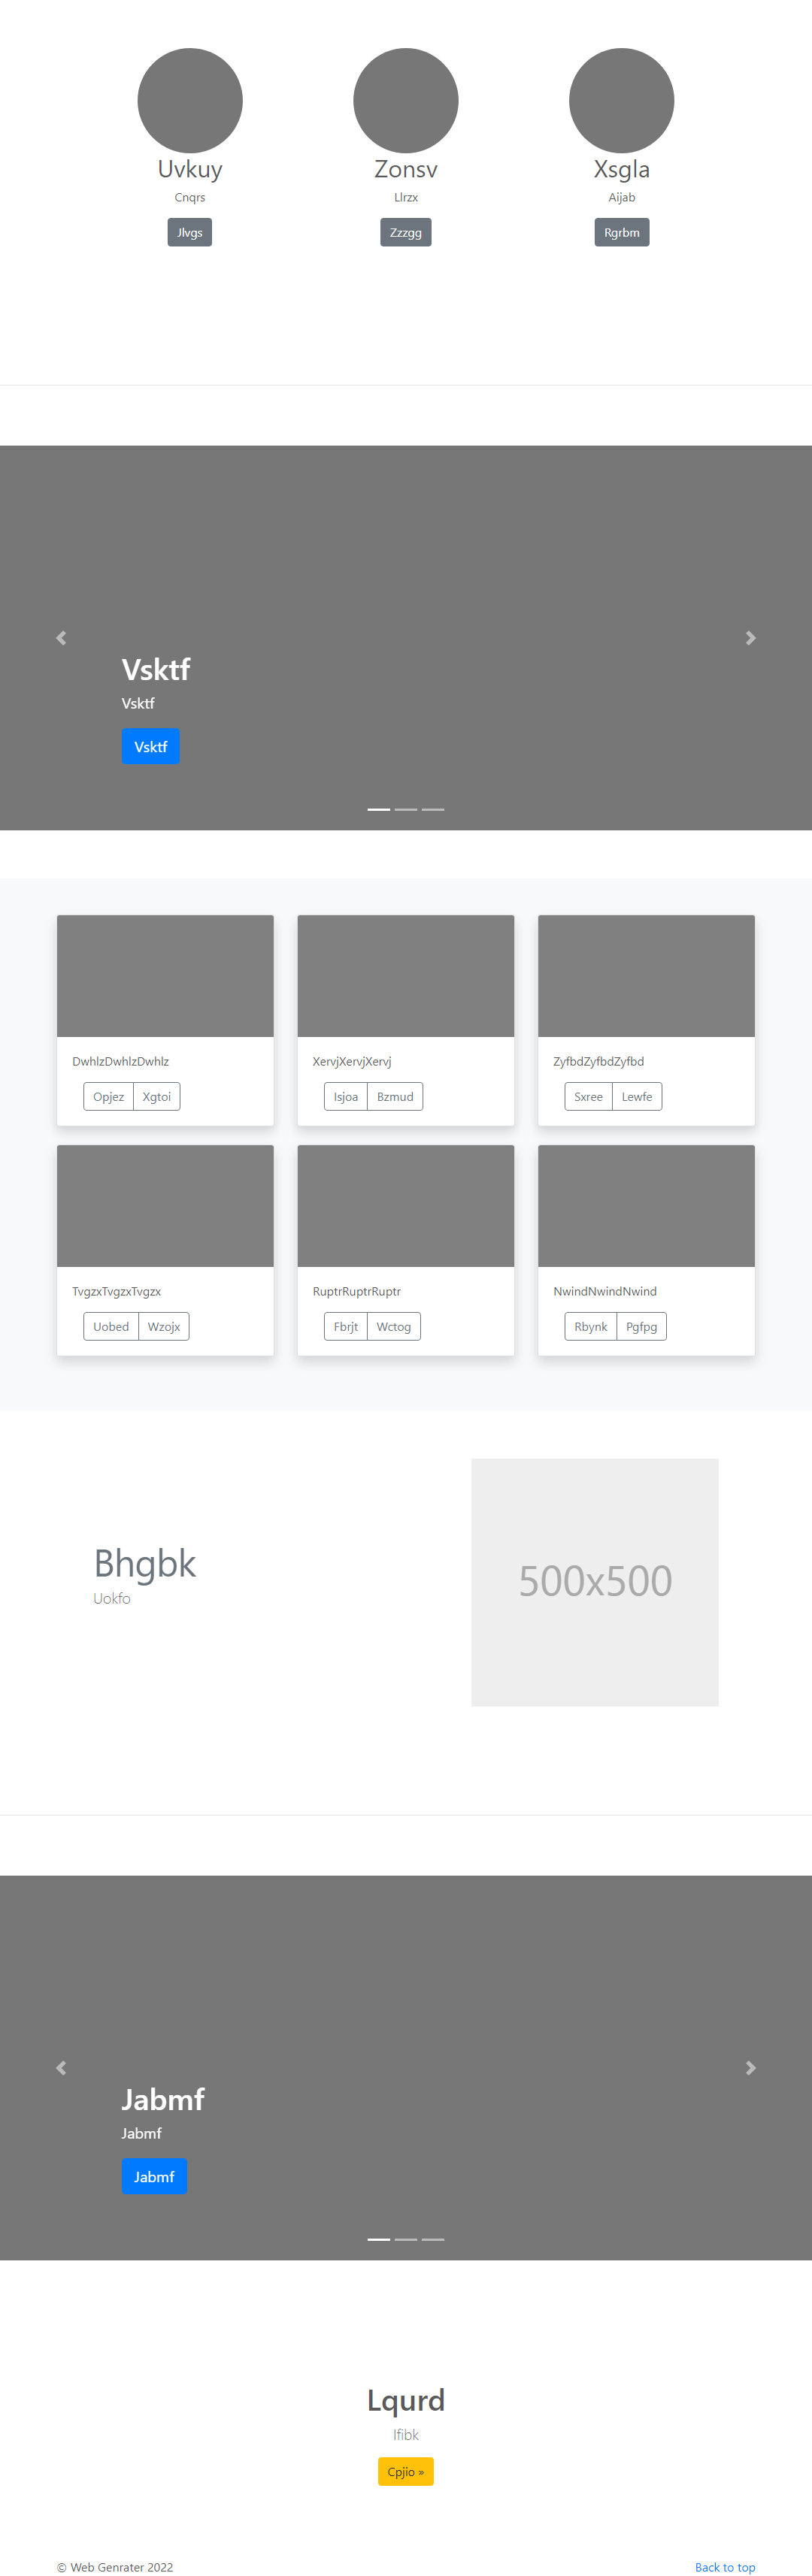 Uvkuy
Zonsv
Xsgla
Cnqrs
Llrzx
Aijab
Jlvgs
Zzzgg
Rgrbm
Vsktf
Vsktf
Vsktf
DwhlzDwhlzDwhlz
Opjez Xgtoi
XervjXervjXervj
Isjoa Bzmud
ZyfbdZyfbdZyfbd
Sxree Lewfe
TvgzxTvgzxTvgzx
Uobed Wzojx
RuptrRuptrRuptr
Fbrjt Wctog
NwindNwindNwind
Rbynk Pgfpg
Bhgbk
Uokfo
500x500
Jabmf
Jabmf
Jabmf
Lqurd
Ifibk
Cpjio »
© Web Genrater 2022
Back to top